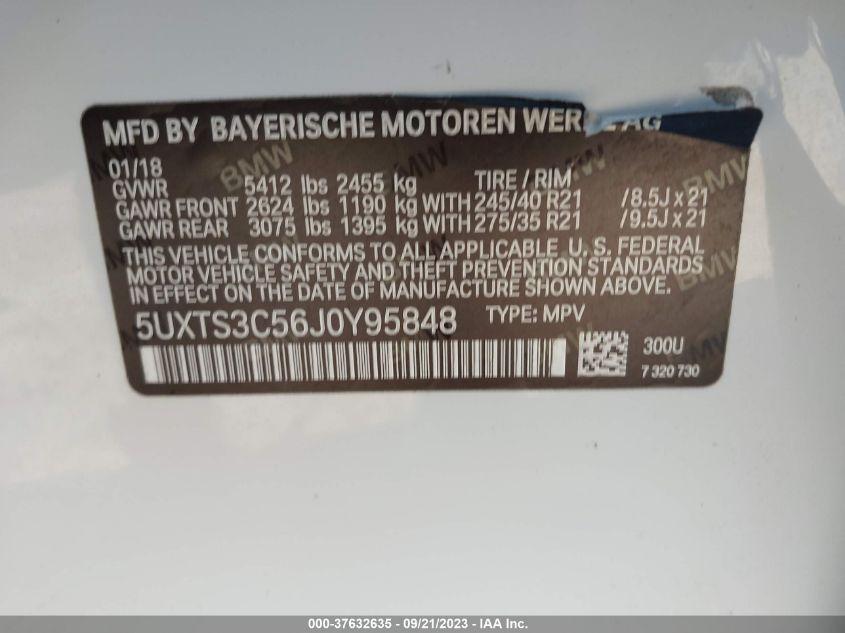 MFD BY BAYERISCHE MOTOREN WER AG
01/18
GVWR 5412 lbs 2455 kg TIRE / RIM
GAWR FRONT 2624 lbs 1190 kg WITH 245/40 R21 /8.5J x 21
GAWR REAR 3075 lbs 1395 kg WITH 275/35 R21 /9.5J x 21
THIS VEHICLE CONFORMS TO ALL APPLICABLE U. S. FEDERAL
MOTOR VEHICLE SAFETY AND THEFT PREVENTION STANDARDS
IN EFFECT ON THE DATE OF MANUFACTURE SHOWN ABOVE.
5UXTS3C56J0Y95848 TYPE: MPV
300U
7 320 730
000-37632635 - 09/21/2023 - IAA, Inc.